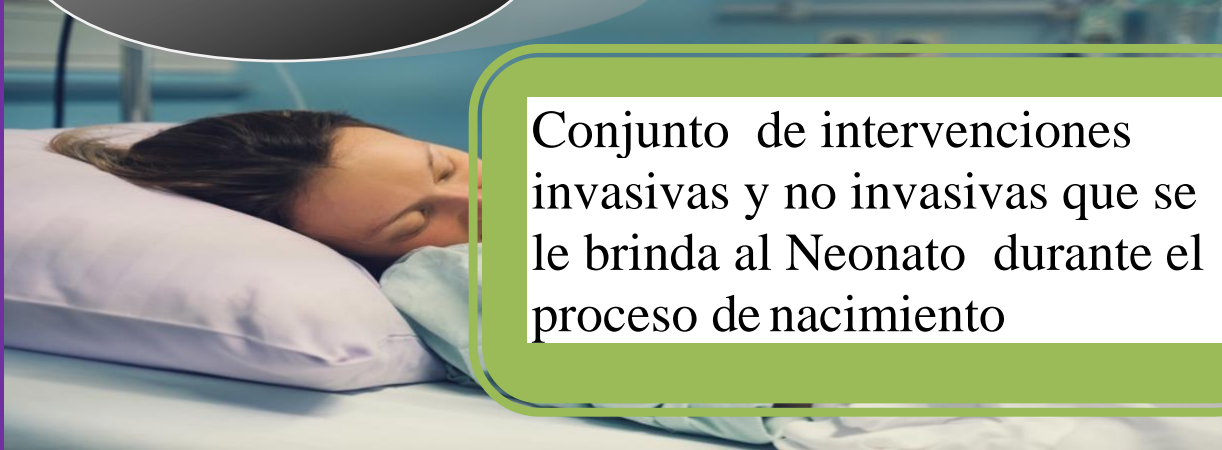 Conjunto de intervenciones
invasivas y no invasivas que se
le brinda al Neonato durante el
proceso de nacimiento